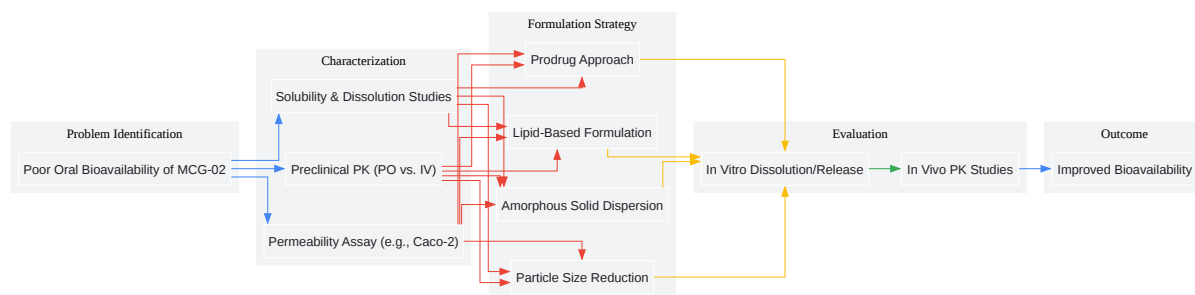 Problem Identification
Poor Oral Bioavailability of MCG-02
Characterization
Solubility & Dissolution Studies
Preclinical PK (PO vs. IV)
Permeability Assay (e.g., Caco-2)
Formulation Strategy
Prodrug Approach
Lipid-Based Formulation
Amorphous Solid Dispersion
Particle Size Reduction
Evaluation
In Vitro Dissolution/Release
In Vivo PK Studies
Outcome
Improved Bioavailability